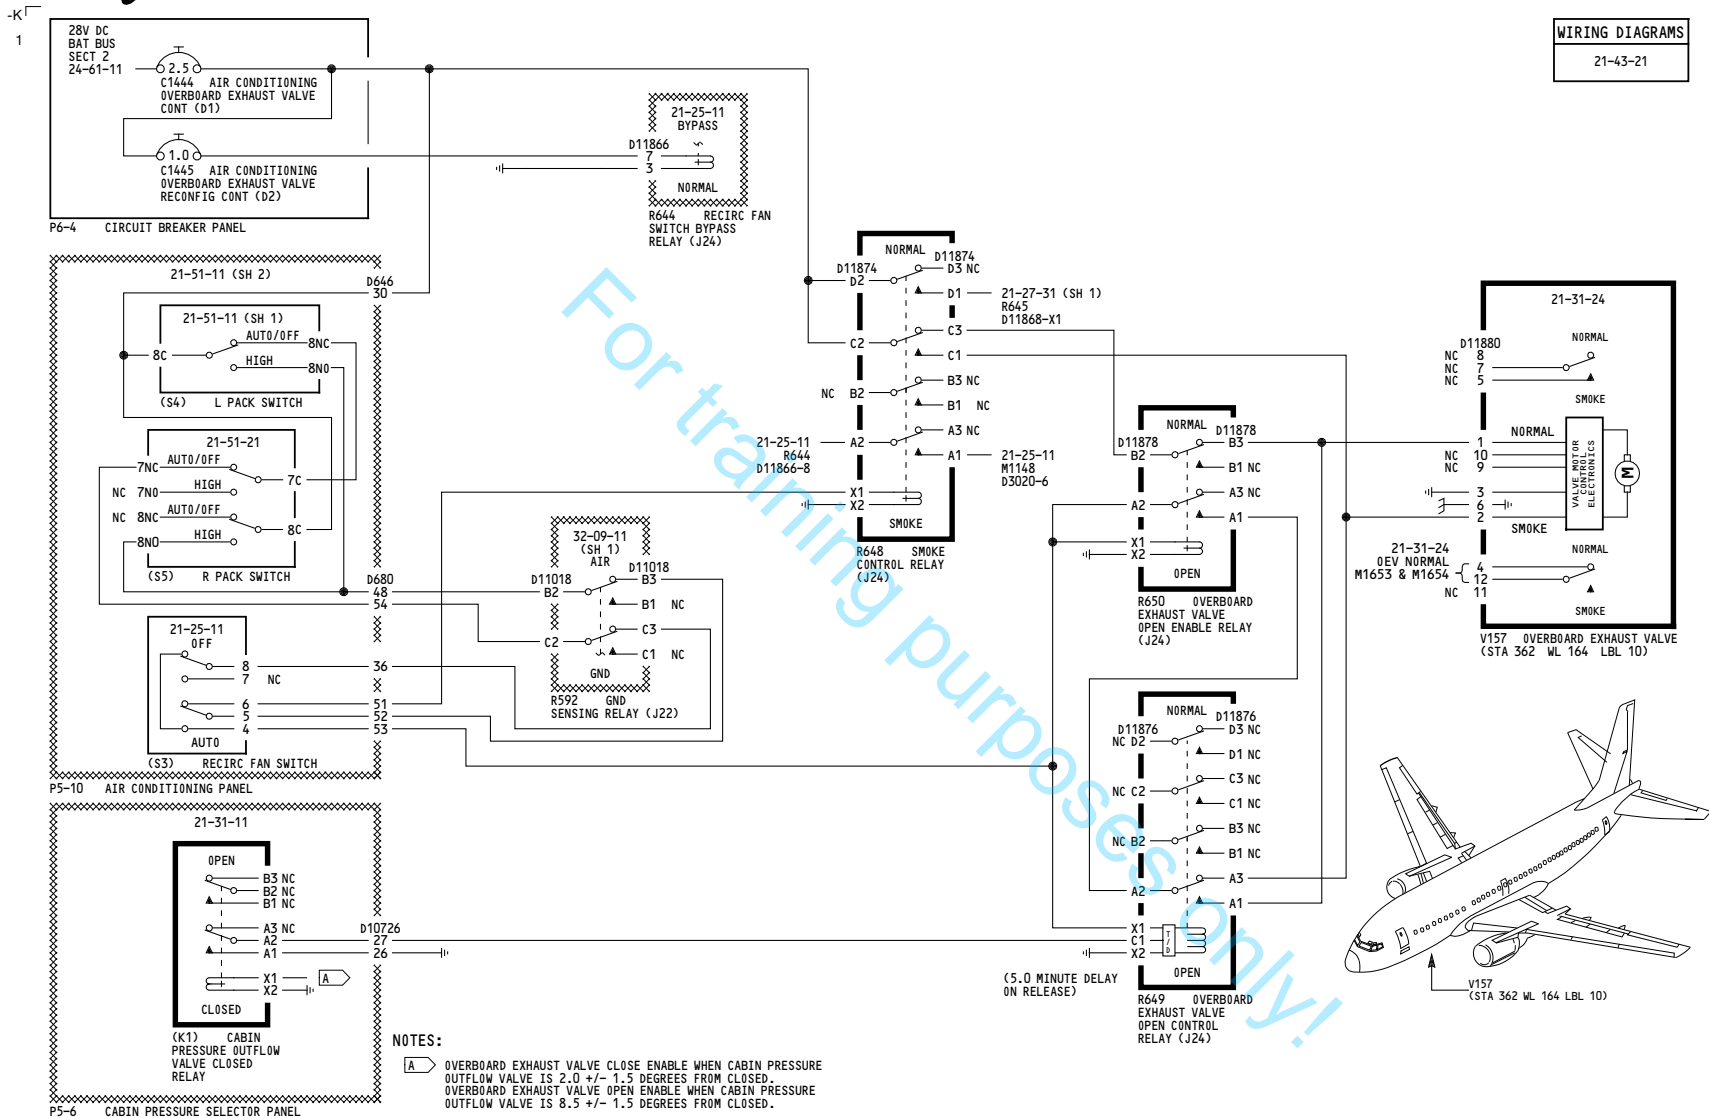 -K
1
WIRING DIAGRAMS
21-43-21
28V DC
BAT BUS
SECT 2
24-61-11
2.5
C1444 AIR CONDITIONING
OVERBOARD EXHAUST VALVE
CONT (D1)
1.0
C1445 AIR CONDITIONING
OVERBOARD EXHAUST VALVE
RECONFIG CONT (D2)
P6-4 CIRCUIT BREAKER PANEL
21-25-11
BYPASS
D11866
7
3
NORMAL
R644 RECIRC FAN
SWITCH BYPASS
RELAY (J24)
21-51-11 (SH 2)
D646
30
21-51-11 (SH 1)
AUTO/OFF
8NC
8C
HIGH
8NO
(S4) L PACK SWITCH
21-51-21
7NC AUTO/OFF
7C
NC 7NO HIGH
NC 8NC AUTO/OFF
8C
8NO HIGH
(S5) R PACK SWITCH
D680
48
54
21-25-11
OFF
8
7 NC
6
5
4
AUTO
36
51
52
53
(S3) RECIRC FAN SWITCH
P5-10 AIR CONDITIONING PANEL
32-09-11
(SH 1)
AIR
D11018
B2
D11018
B3
B1 NC
C3
C2
C1 NC
GND
R592 GND
SENSING RELAY (J22)
NORMAL
D11874
D11874
D3 NC
D2
D1
21-27-31 (SH 1)
R645
D11868-X1
C3
C2
C1
B3 NC
NC B2
B1 NC
A3 NC
21-25-11
R644
D11866-8
A2
A1
21-25-11
M1148
D3020-6
X1
X2
SMOKE
R648 SMOKE
CONTROL RELAY
(J24)
NORMAL
D11878
D11878
B3
B2
B1 NC
A3 NC
A2
A1
X1
X2
OPEN
R650 OVERBOARD
EXHAUST VALVE
OPEN ENABLE RELAY
(J24)
NORMAL
D11876
D11876
D3 NC
NC D2
D1 NC
C3 NC
NC C2
C1 NC
B3 NC
NC B2
B1 NC
A3
A2
A1
X1
C1
X2
T/D
OPEN
(5.0 MINUTE DELAY
ON RELEASE)
R649 OVERBOARD
EXHAUST VALVE
OPEN CONTROL
RELAY (J24)
21-31-24
D11880
NC 8
NC 7
NC 5
NORMAL
SMOKE
1 NORMAL
NC 10
NC 9
3
6
2
SMOKE
VALVE MOTOR
CONTROL
ELECTRONICS
M
21-31-24
OEV NORMAL
M1653 & M1654
4
12
NC 11
NORMAL
SMOKE
V157 OVERBOARD EXHAUST VALVE
(STA 362 WL 164 LBL 10)
V157
(STA 362 WL 164 LBL 10)
21-31-11
OPEN
B3 NC
B2 NC
B1 NC
A3 NC
A2
A1
X1
X2
A
CLOSED
D10726
27
26
(K1) CABIN
PRESSURE OUTFLOW
VALVE CLOSED
RELAY
P5-6 CABIN PRESSURE SELECTOR PANEL
NOTES:
A OVERBOARD EXHAUST VALVE CLOSE ENABLE WHEN CABIN PRESSURE
OUTFLOW VALVE IS 2.0 +/- 1.5 DEGREES FROM CLOSED.
OVERBOARD EXHAUST VALVE OPEN ENABLE WHEN CABIN PRESSURE
OUTFLOW VALVE IS 8.5 +/- 1.5 DEGREES FROM CLOSED.
For training purposes only!